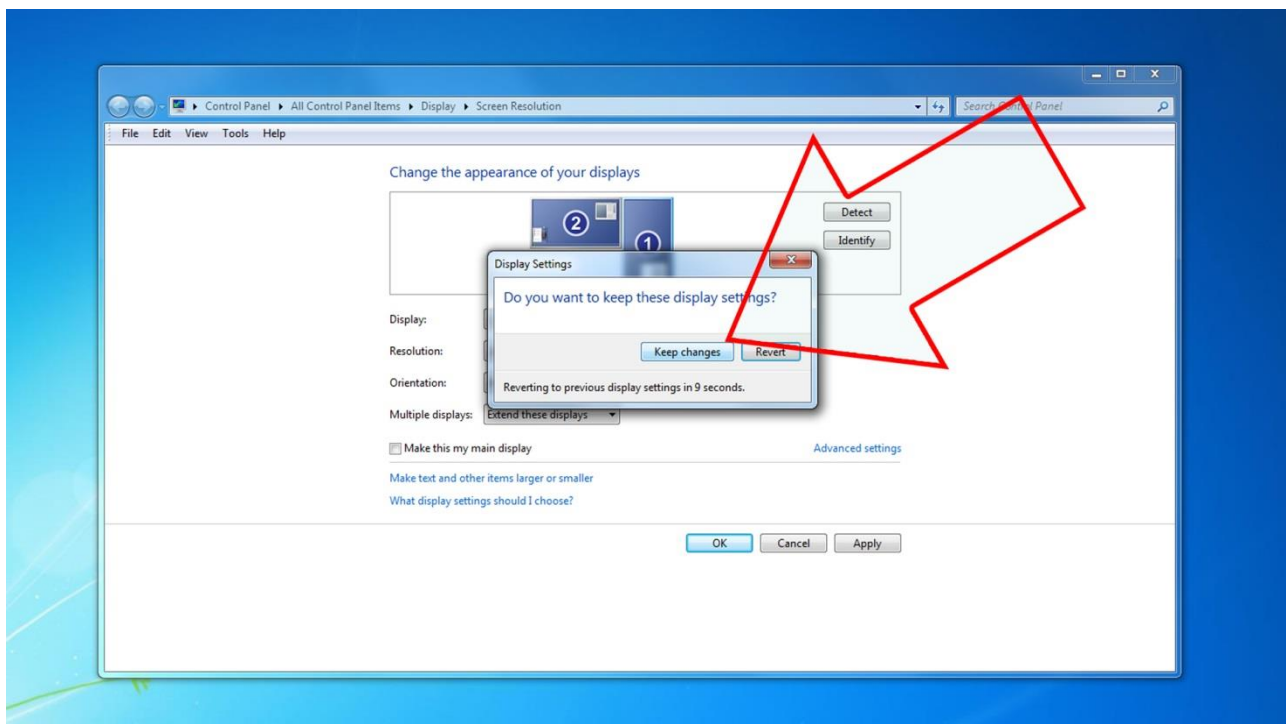 Control Panel ▸ All Control Panel Items ▸ Display ▸ Screen Resolution
Search Control Panel
File Edit View Tools Help
Change the appearance of your displays
2
1
Detect
Identify
Display Settings
Do you want to keep these display settings?
Keep changes Revert
Reverting to previous display settings in 9 seconds.
Display:
Resolution:
Orientation:
Multiple displays: Extend these displays
Make this my main display
Advanced settings
Make text and other items larger or smaller
What display settings should I choose?
OK Cancel Apply